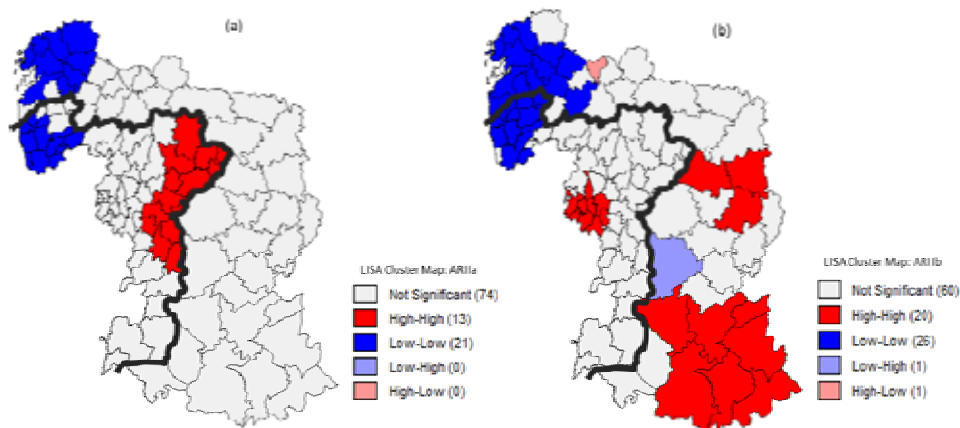 (a)
LISA Cluster Map: ARIIa
Not Significant (74)
High-High (13)
Low-Low (21)
Low-High (0)
High-Low (0)
(b)
LISA Cluster Map: ARIIb
Not Significant (60)
High-High (20)
Low-Low (26)
Low-High (1)
High-Low (1)